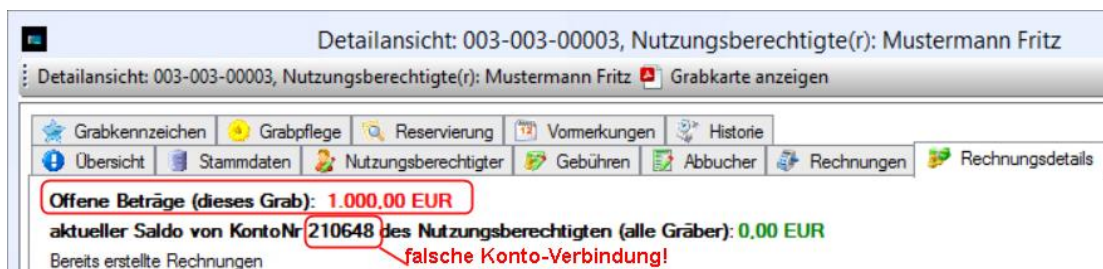 Detailansicht: 003-003-00003, Nutzungsberechtigte(r): Mustermann Fritz
Detailansicht: 003-003-00003, Nutzungsberechtigte(r): Mustermann Fritz Grabkarte anzeigen
Grabkennzeichen Grabpflege Reservierung Vormerkungen Historie
Übersicht Stammdaten Nutzungsberechtigter Gebühren Abbucher Rechnungen Rechnungsdetails
Offene Beträge (dieses Grab): 1.000,00 EUR
aktueller Saldo von KontoNr 210648 des Nutzungsberechtigten (alle Gräber): 0,00 EUR
falsche Konto-Verbindung!
Bereits erstellte Rechnungen